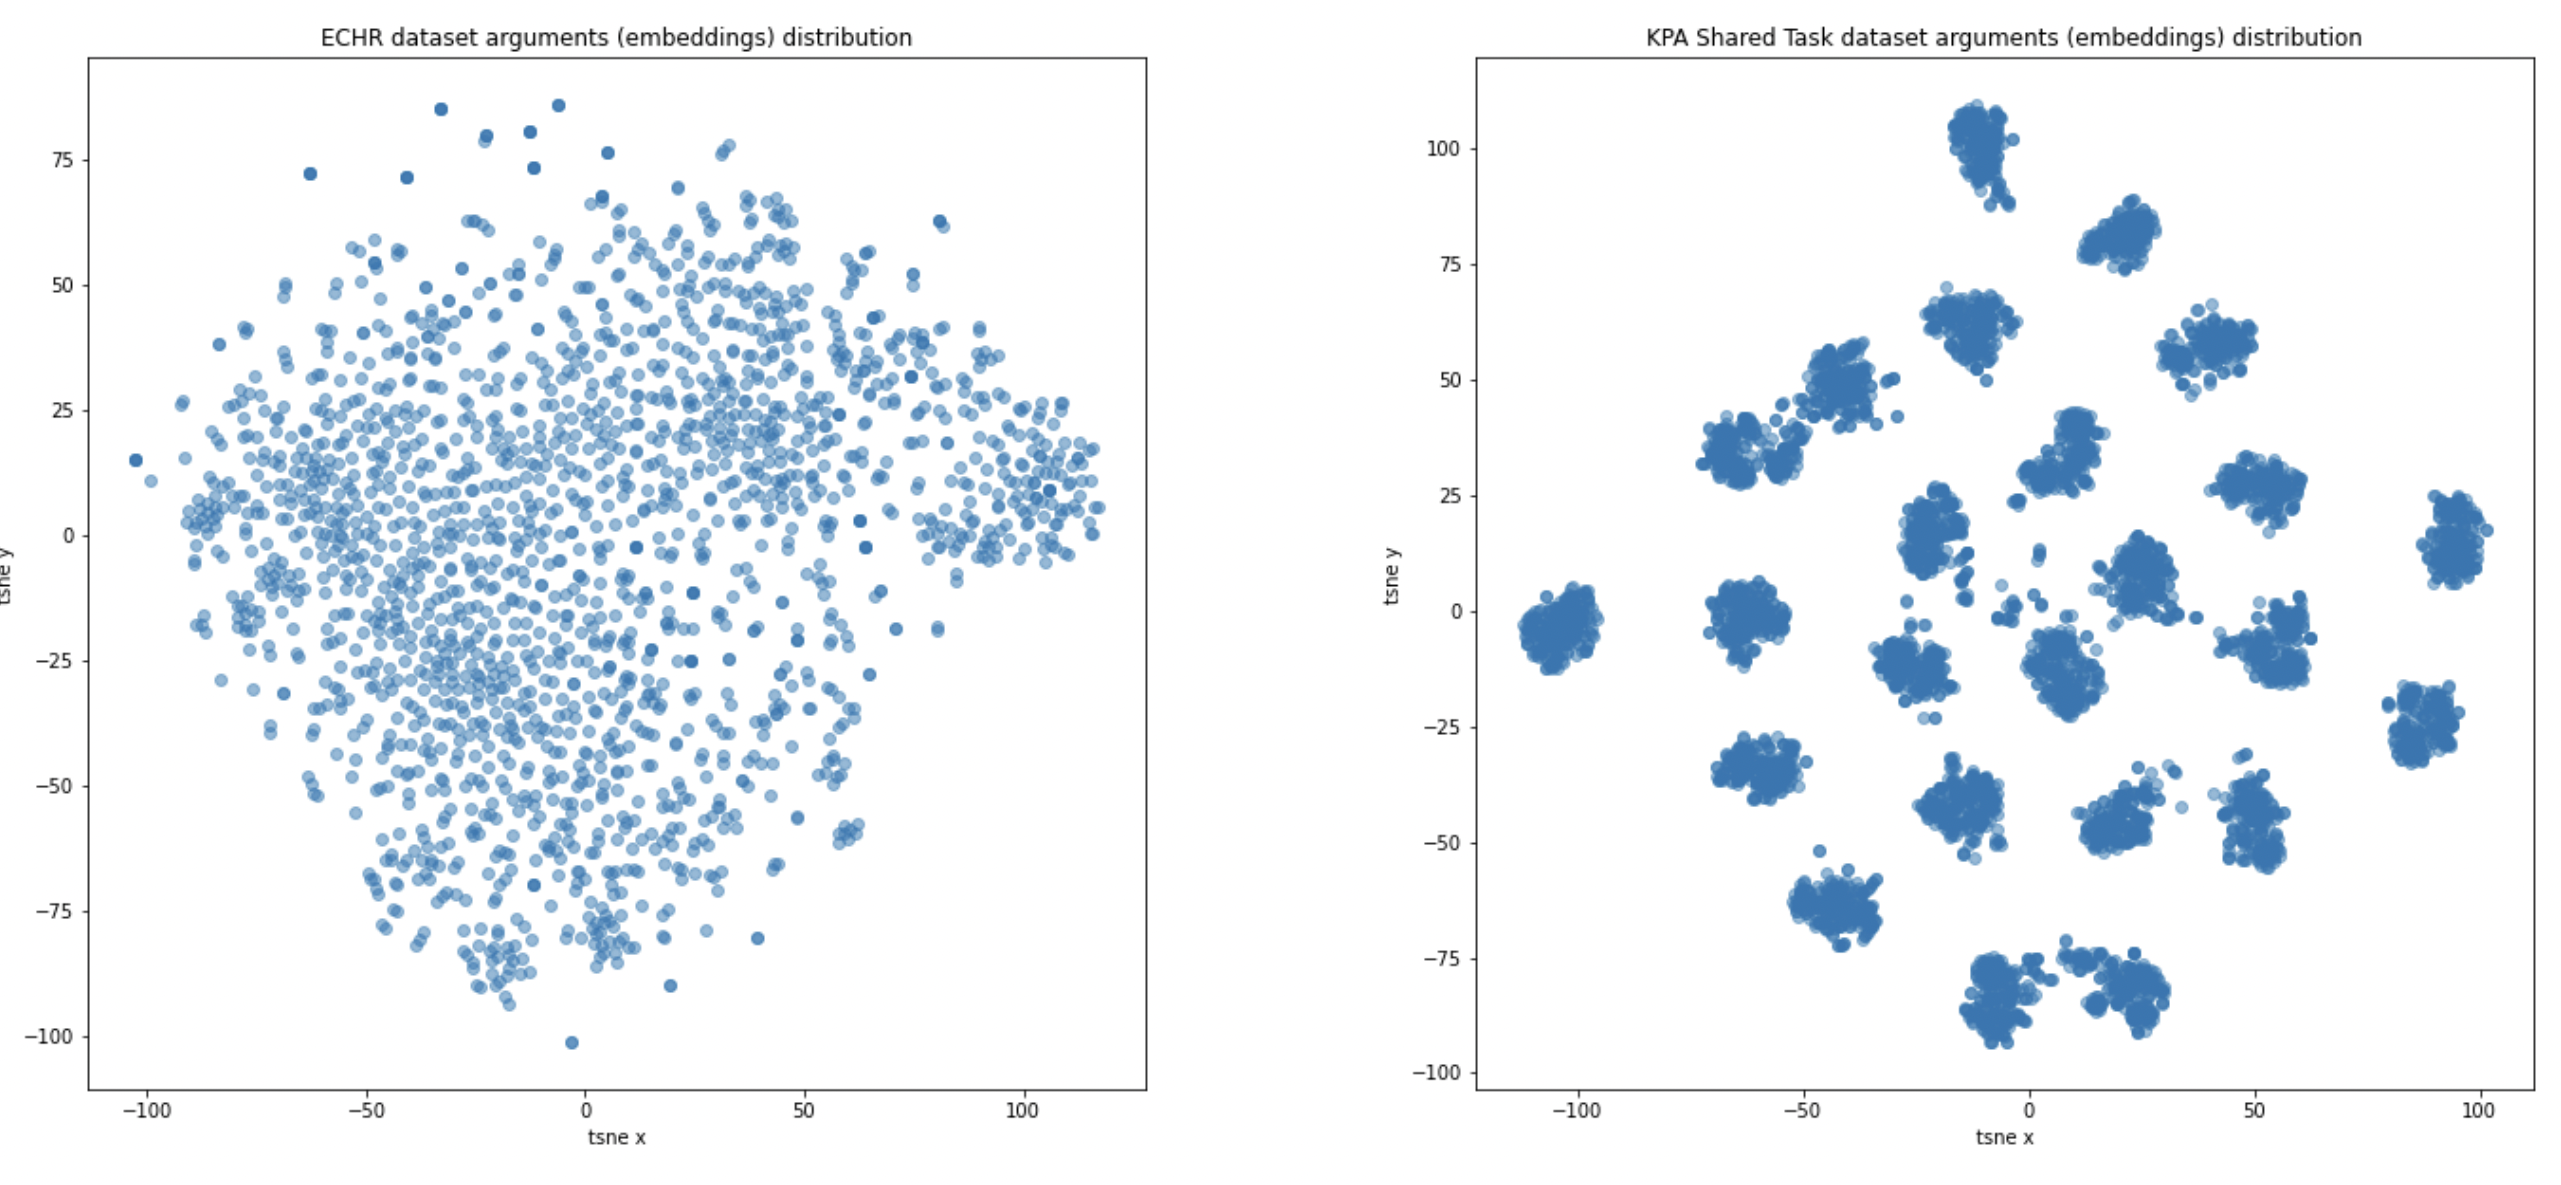 ECHR dataset arguments (embeddings) distribution
75
50
25
0
−25
−50
−75
−100
tsne y
−100 −50 0 50 100
tsne x
KPA Shared Task dataset arguments (embeddings) distribution
100
75
50
25
0
−25
−50
−75
−100
tsne y
−100 −50 0 50 100
tsne x